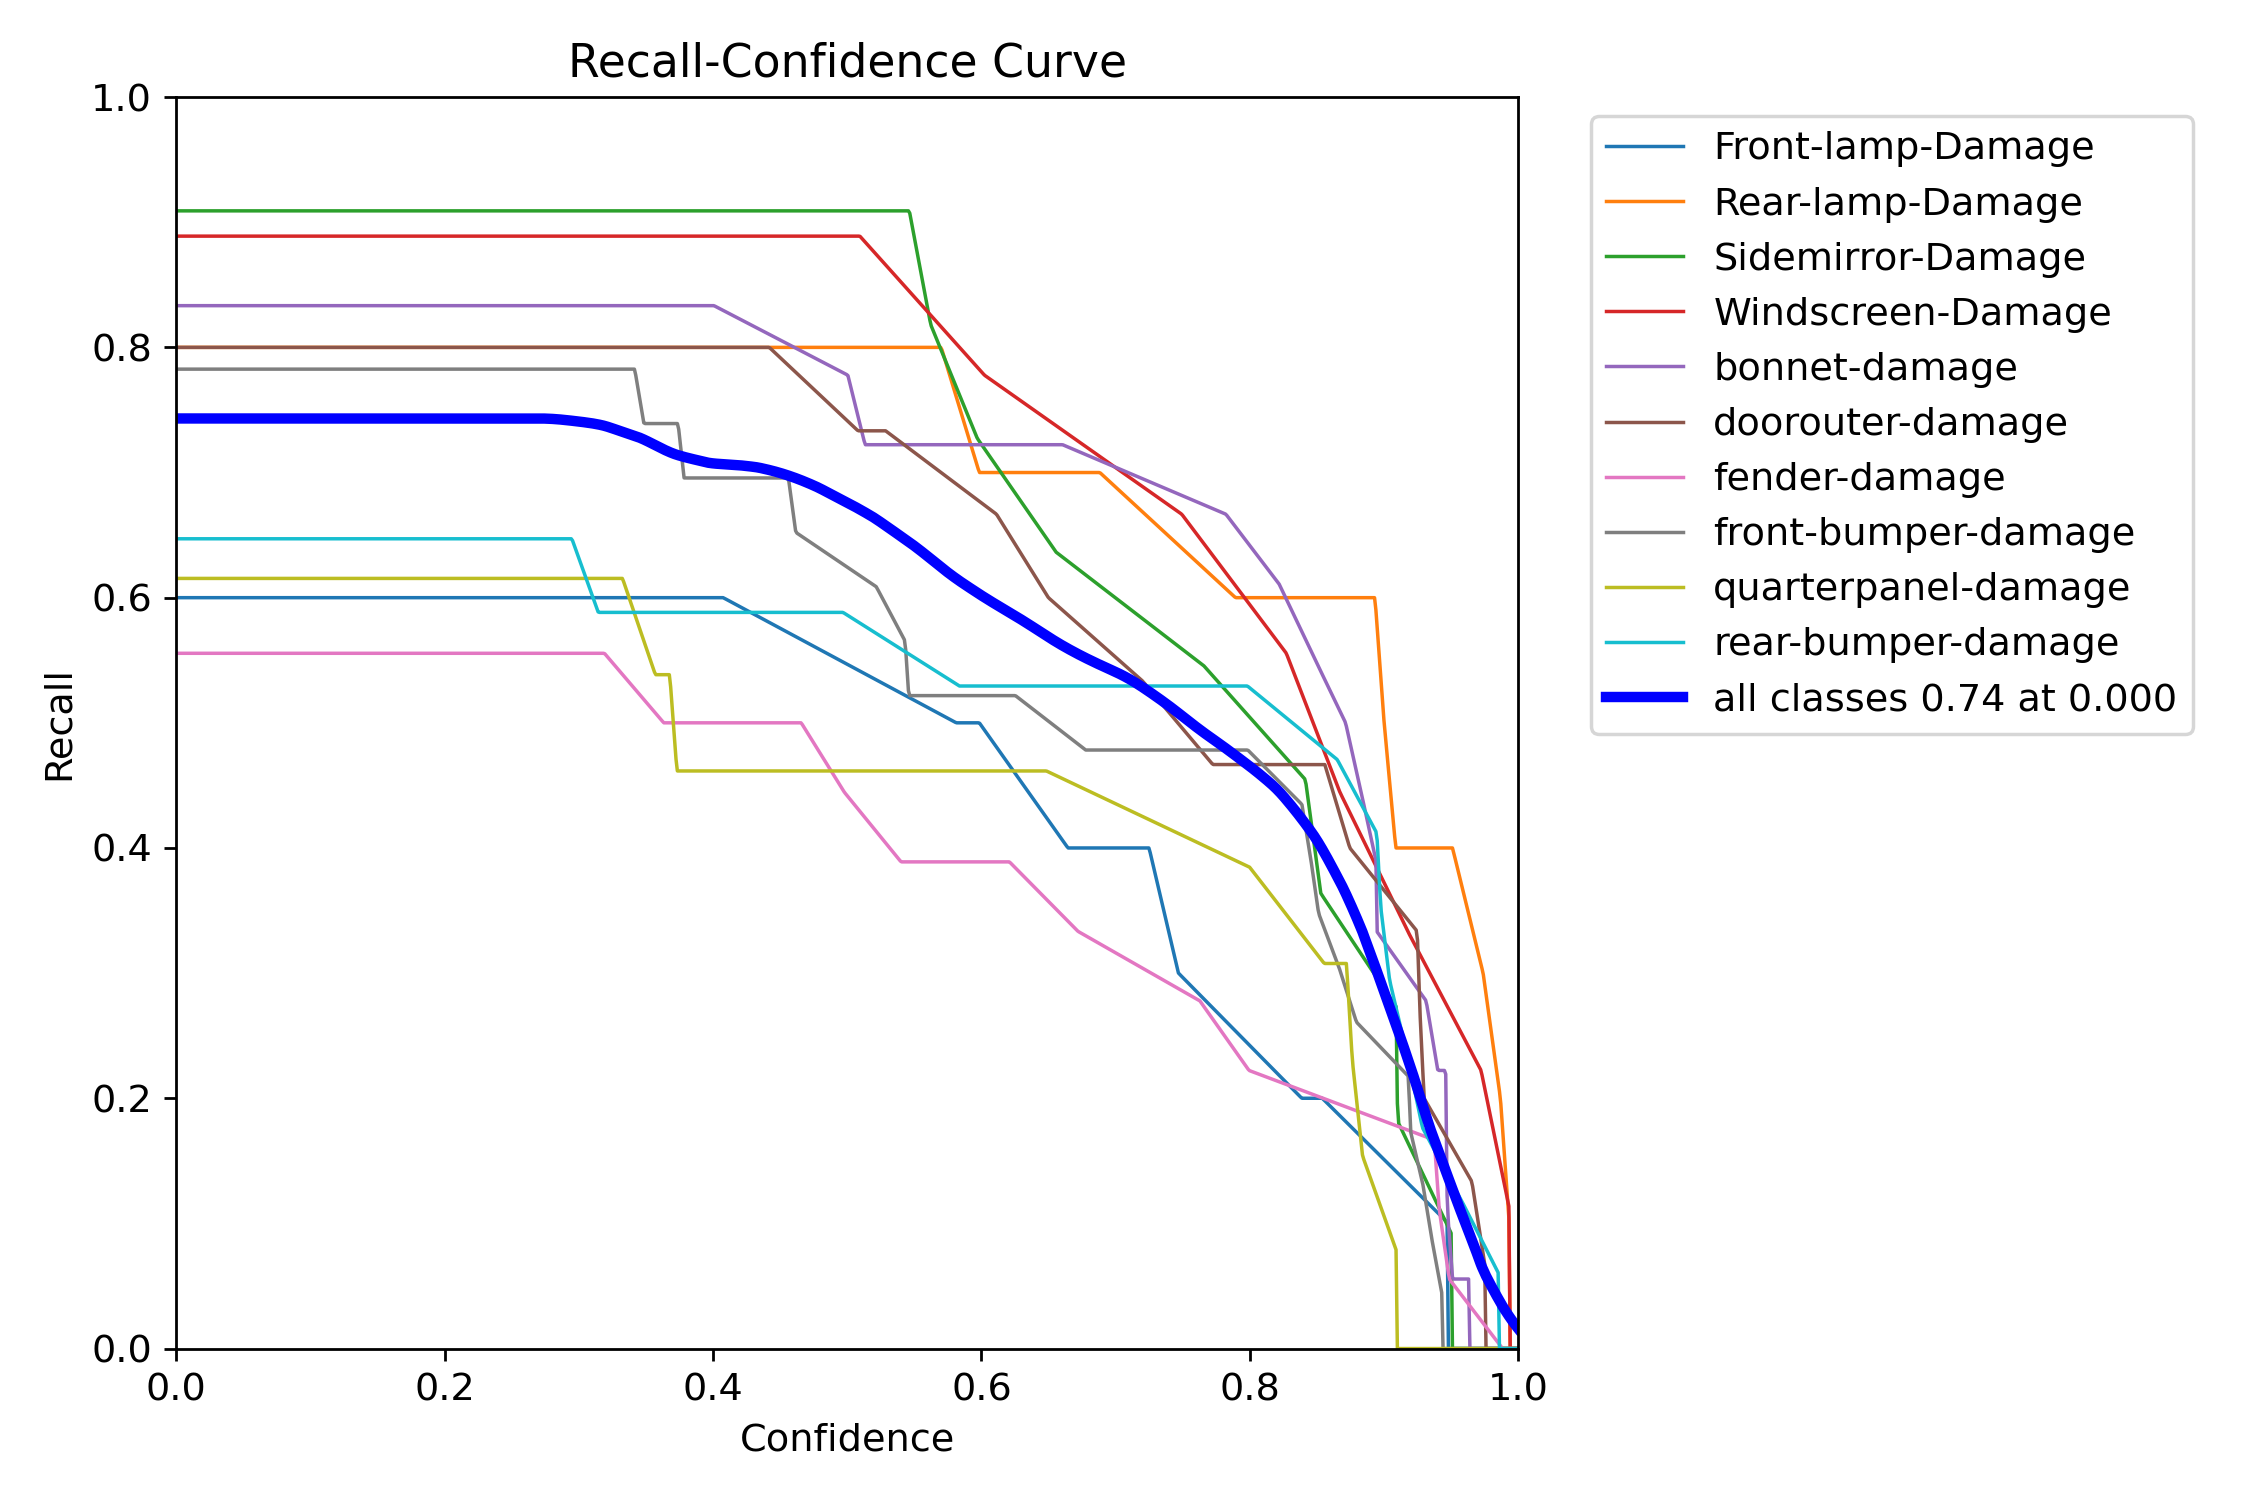 Recall-Confidence Curve
1.0
0.8
0.6
0.4
0.2
0.0
Recall
0.0 0.2 0.4 0.6 0.8 1.0
Confidence
Front-lamp-Damage
Rear-lamp-Damage
Sidemirror-Damage
Windscreen-Damage
bonnet-damage
doorouter-damage
fender-damage
front-bumper-damage
quarterpanel-damage
rear-bumper-damage
all classes 0.74 at 0.000